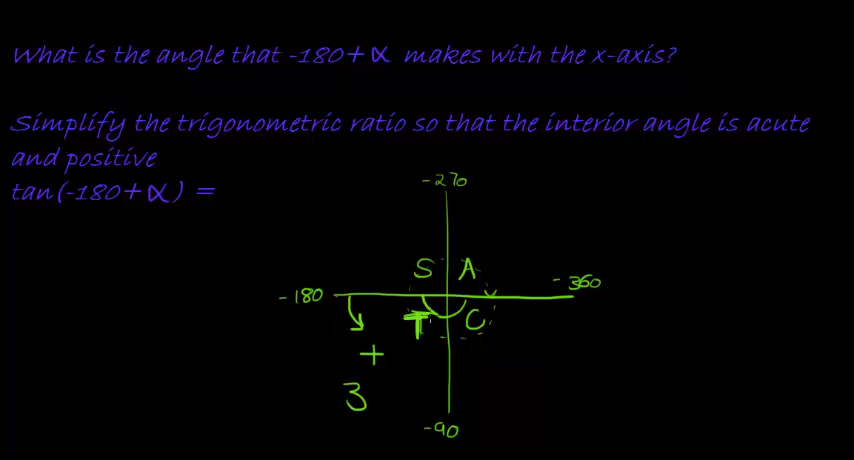 What is the angle that -180+α makes with the x-axis?
Simplify the trigonometric ratio so that the interior angle is acute
and positive
tan(-180+α) =
-270
S A
-180
-360
T C
+
3
-90